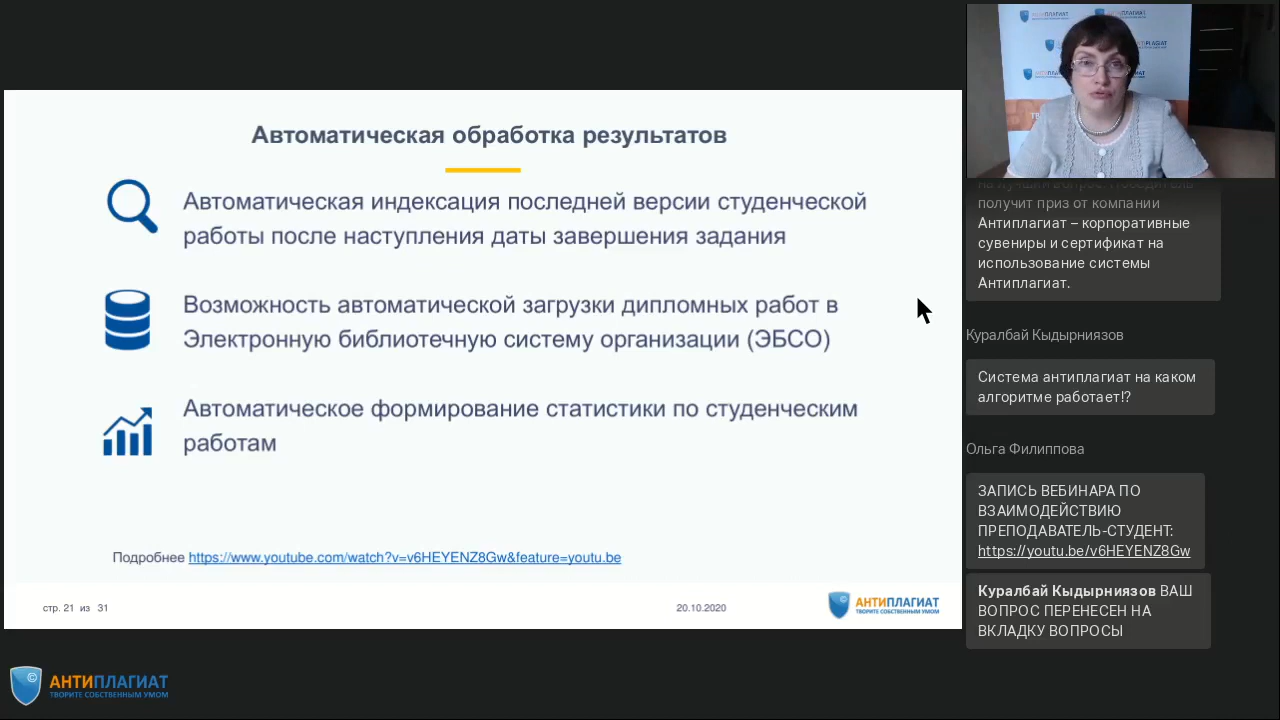 Автоматическая обработка результатов
Автоматическая индексация последней версии студенческой
работы после наступления даты завершения задания
Возможность автоматической загрузки дипломных работ в
Электронную библиотечную систему организации (ЭБСО)
Автоматическое формирование статистики по студенческим
работам
Подробнее https://www.youtube.com/watch?v=v6HEYENZ8Gw&feature=youtu.be
стр. 21 из 31
20.10.2020
АНТИПЛАГИАТ
ТВОРИТЕ СОБСТВЕННЫМ УМОМ
©
АНТИПЛАГИАТ
ТВОРИТЕ СОБСТВЕННЫМ УМОМ
получит приз от компании
Антиплагиат – корпоративные
сувениры и сертификат на
использование системы
Антиплагиат.
Куралбай Кыдырниязов
Система антиплагиат на каком
алгоритме работает!?
Ольга Филиппова
ЗАПИСЬ ВЕБИНАРА ПО
ВЗАИМОДЕЙСТВИЮ
ПРЕПОДАВАТЕЛЬ-СТУДЕНТ:
https://youtu.be/v6HEYENZ8Gw
Куралбай Кыдырниязов ВАШ
ВОПРОС ПЕРЕНЕСЕН НА
ВКЛАДКУ ВОПРОСЫ